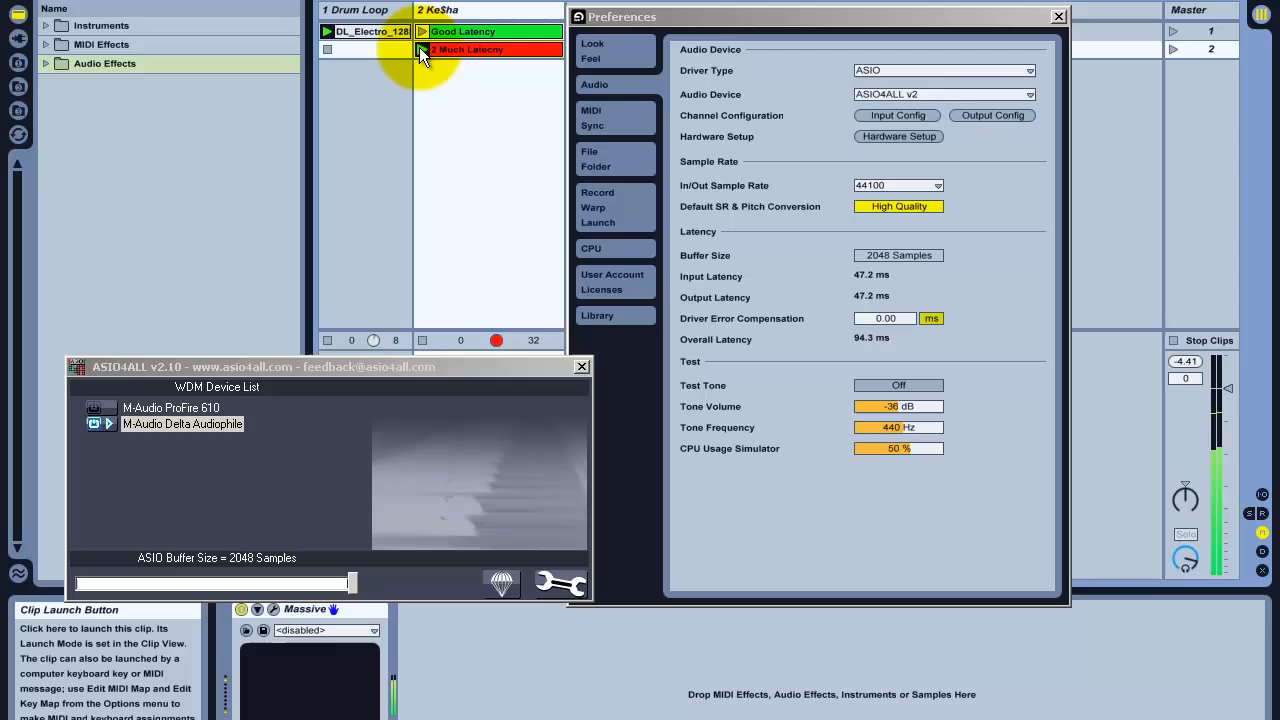 Name
Instruments
MIDI Effects
Audio Effects
1 Drum Loop
2 Ke$ha
DL_Electro_128
Good Latency
2 Much Latecny
0
8
0
32
Preferences
Look
Feel
Audio
MIDI
Sync
File
Folder
Record
Warp
Launch
CPU
User Account
Licenses
Library
Audio Device
Driver Type
ASIO
Audio Device
ASIO4ALL v2
Channel Configuration
Input Config
Output Config
Hardware Setup
Hardware Setup
Sample Rate
In/Out Sample Rate
44100
Default SR & Pitch Conversion
High Quality
Latency
Buffer Size
2048 Samples
Input Latency
47.2 ms
Output Latency
47.2 ms
Driver Error Compensation
0.00
ms
Overall Latency
94.3 ms
Test
Test Tone
Off
Tone Volume
-36 dB
Tone Frequency
440 Hz
CPU Usage Simulator
50 %
Master
1
2
Stop Clips
-4.41
0
Solo
I·O
S
R
M
D
X
ASIO4ALL v2.10 - www.asio4all.com - feedback@asio4all.com
WDM Device List
M-Audio ProFire 610
M-Audio Delta Audiophile
ASIO Buffer Size = 2048 Samples
Clip Launch Button
Click here to launch this clip. Its
Launch Mode is set in the Clip View.
The clip can also be launched by a
computer keyboard key or MIDI
message; use Edit MIDI Map and Edit
Key Map from the Options menu to
make MIDI and keyboard assignments
Massive
<disabled>
Drop MIDI Effects, Audio Effects, Instruments or Samples Here